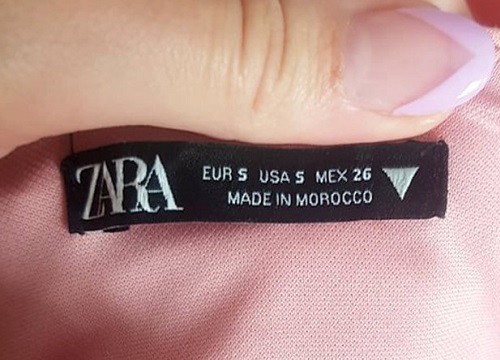 ZARA
EUR S USA S MEX 26
MADE IN MOROCCO